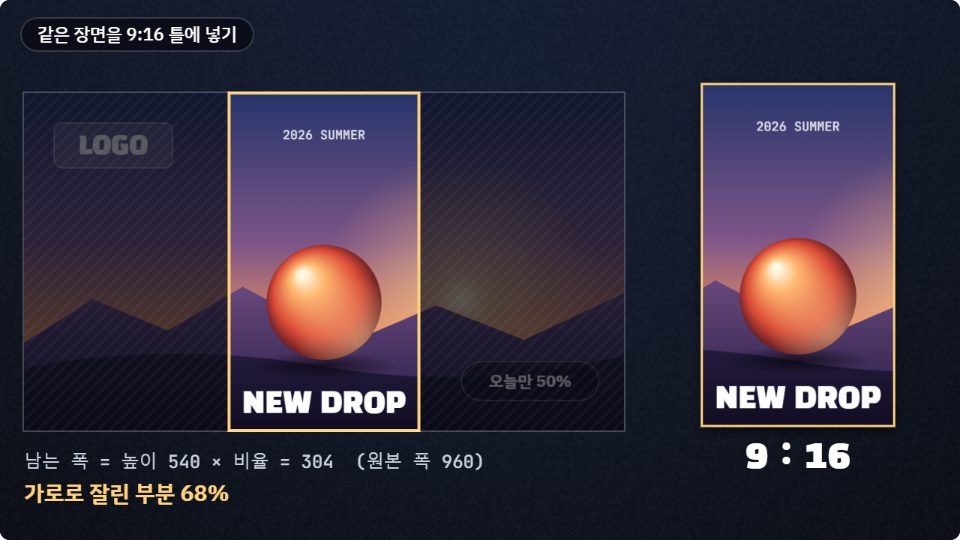 같은 장면을 9:16 틀에 넣기
LOGO
2026 SUMMER
오늘만 50%
NEW DROP
2026 SUMMER
NEW DROP
9 : 16
남는 폭 = 높이 540 × 비율 = 304 (원본 폭 960)
가로로 잘린 부분 68%